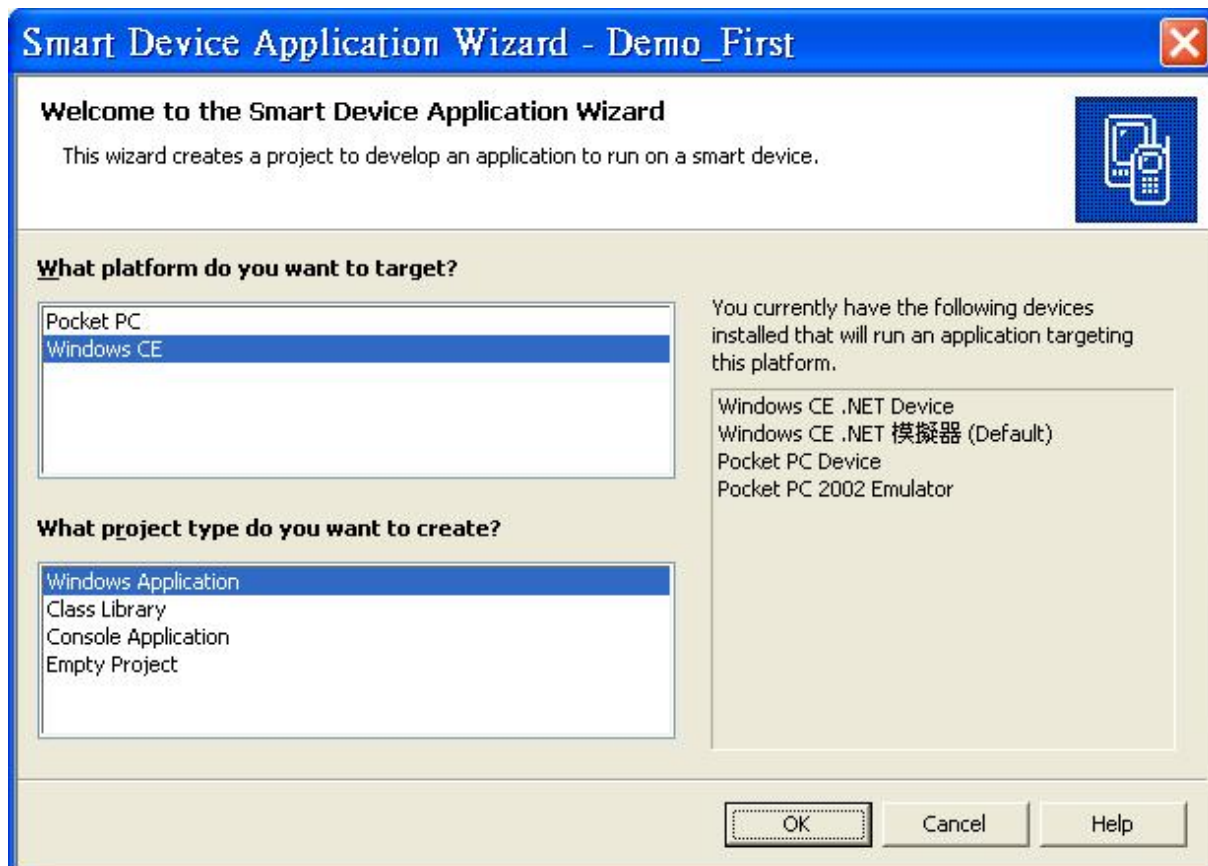 Smart Device Application Wizard - Demo_First
Welcome to the Smart Device Application Wizard
This wizard creates a project to develop an application to run on a smart device.
What platform do you want to target?
Pocket PC
Windows CE
You currently have the following devices
installed that will run an application targeting
this platform.
Windows CE .NET Device
Windows CE .NET 模擬器 (Default)
Pocket PC Device
Pocket PC 2002 Emulator
What project type do you want to create?
Windows Application
Class Library
Console Application
Empty Project
OK
Cancel
Help